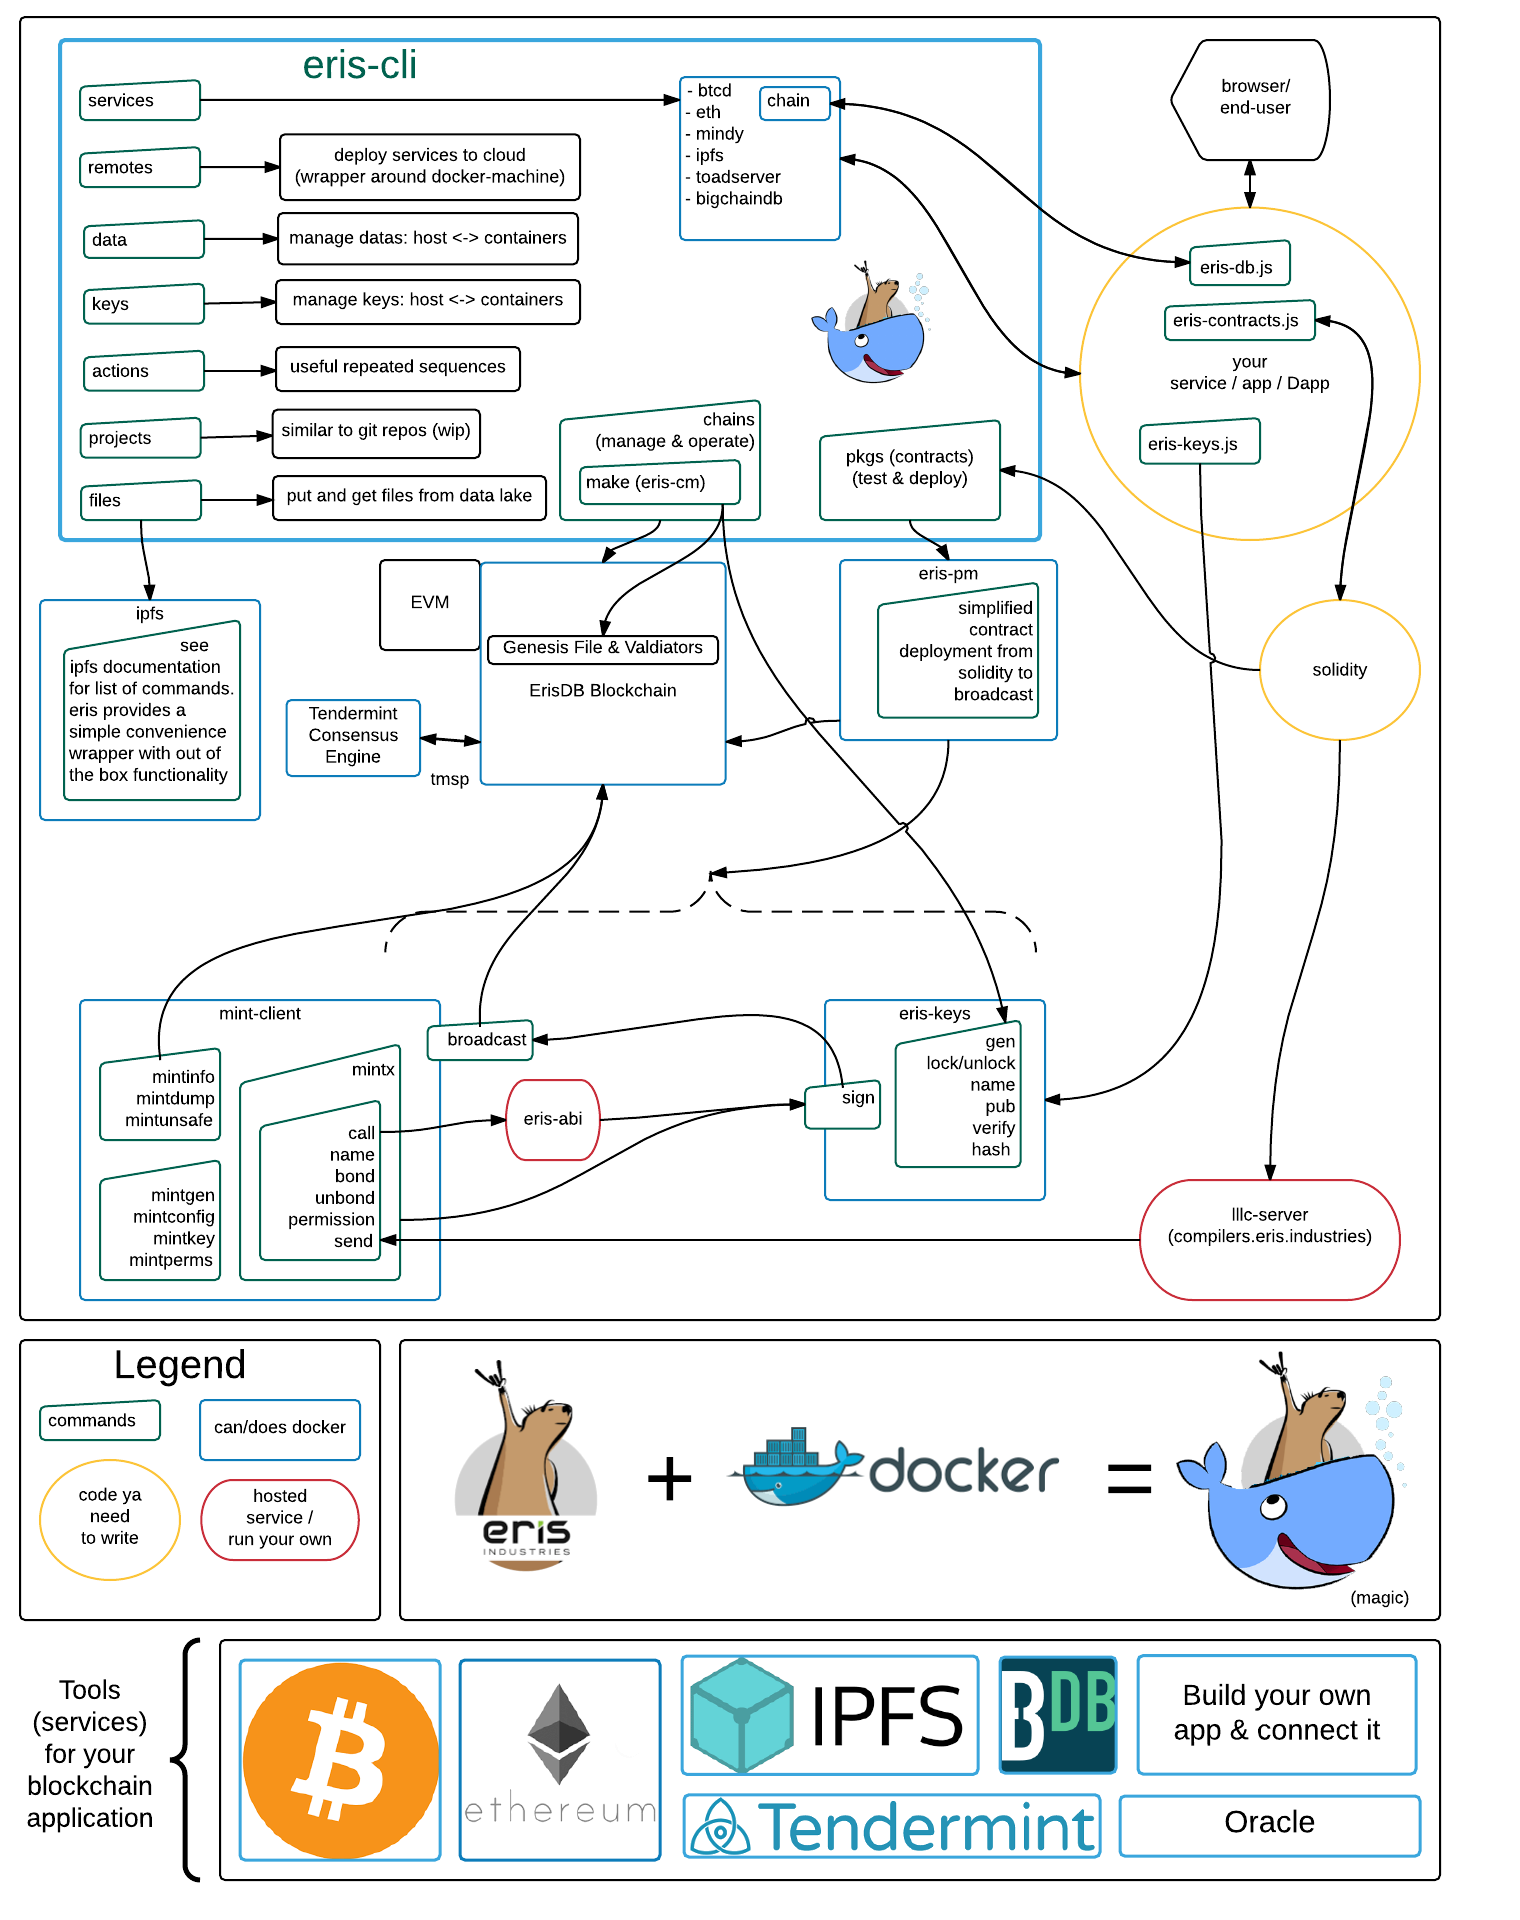 eris-cli
services
- btcd
- eth
- mindy
- ipfs
- toadserver
- bigchaindb
chain
browser/
end-user
remotes
deploy services to cloud
(wrapper around docker-machine)
data
manage datas: host <-> containers
keys
manage keys: host <-> containers
actions
useful repeated sequences
projects
similar to git repos (wip)
files
put and get files from data lake
chains
(manage & operate)
make (eris-cm)
pkgs (contracts)
(test & deploy)
eris-db.js
eris-contracts.js
your
service / app / Dapp
eris-keys.js
ipfs
see
ipfs documentation
for list of commands.
eris provides a
simple convenience
wrapper with out of
the box functionality
EVM
Genesis File & Valdiators
ErisDB Blockchain
Tendermint
Consensus
Engine
tmsp
eris-pm
simplified
contract
deployment from
solidity to
broadcast
solidity
mint-client
mintinfo
mintdump
mintunsafe
mintgen
mintconfig
mintkey
mintperms
mintx
call
name
bond
unbond
permission
send
broadcast
eris-abi
eris-keys
sign
gen
lock/unlock
name
pub
verify
hash
lllc-server
(compilers.eris.industries)
Legend
commands
can/does docker
code ya
need
to write
hosted
service /
run your own
eris
INDUSTRIES
+
docker
=
(magic)
Tools
(services)
for your
blockchain
application
ethereum
IPFS
BDB
Build your own
app & connect it
Tendermint
Oracle